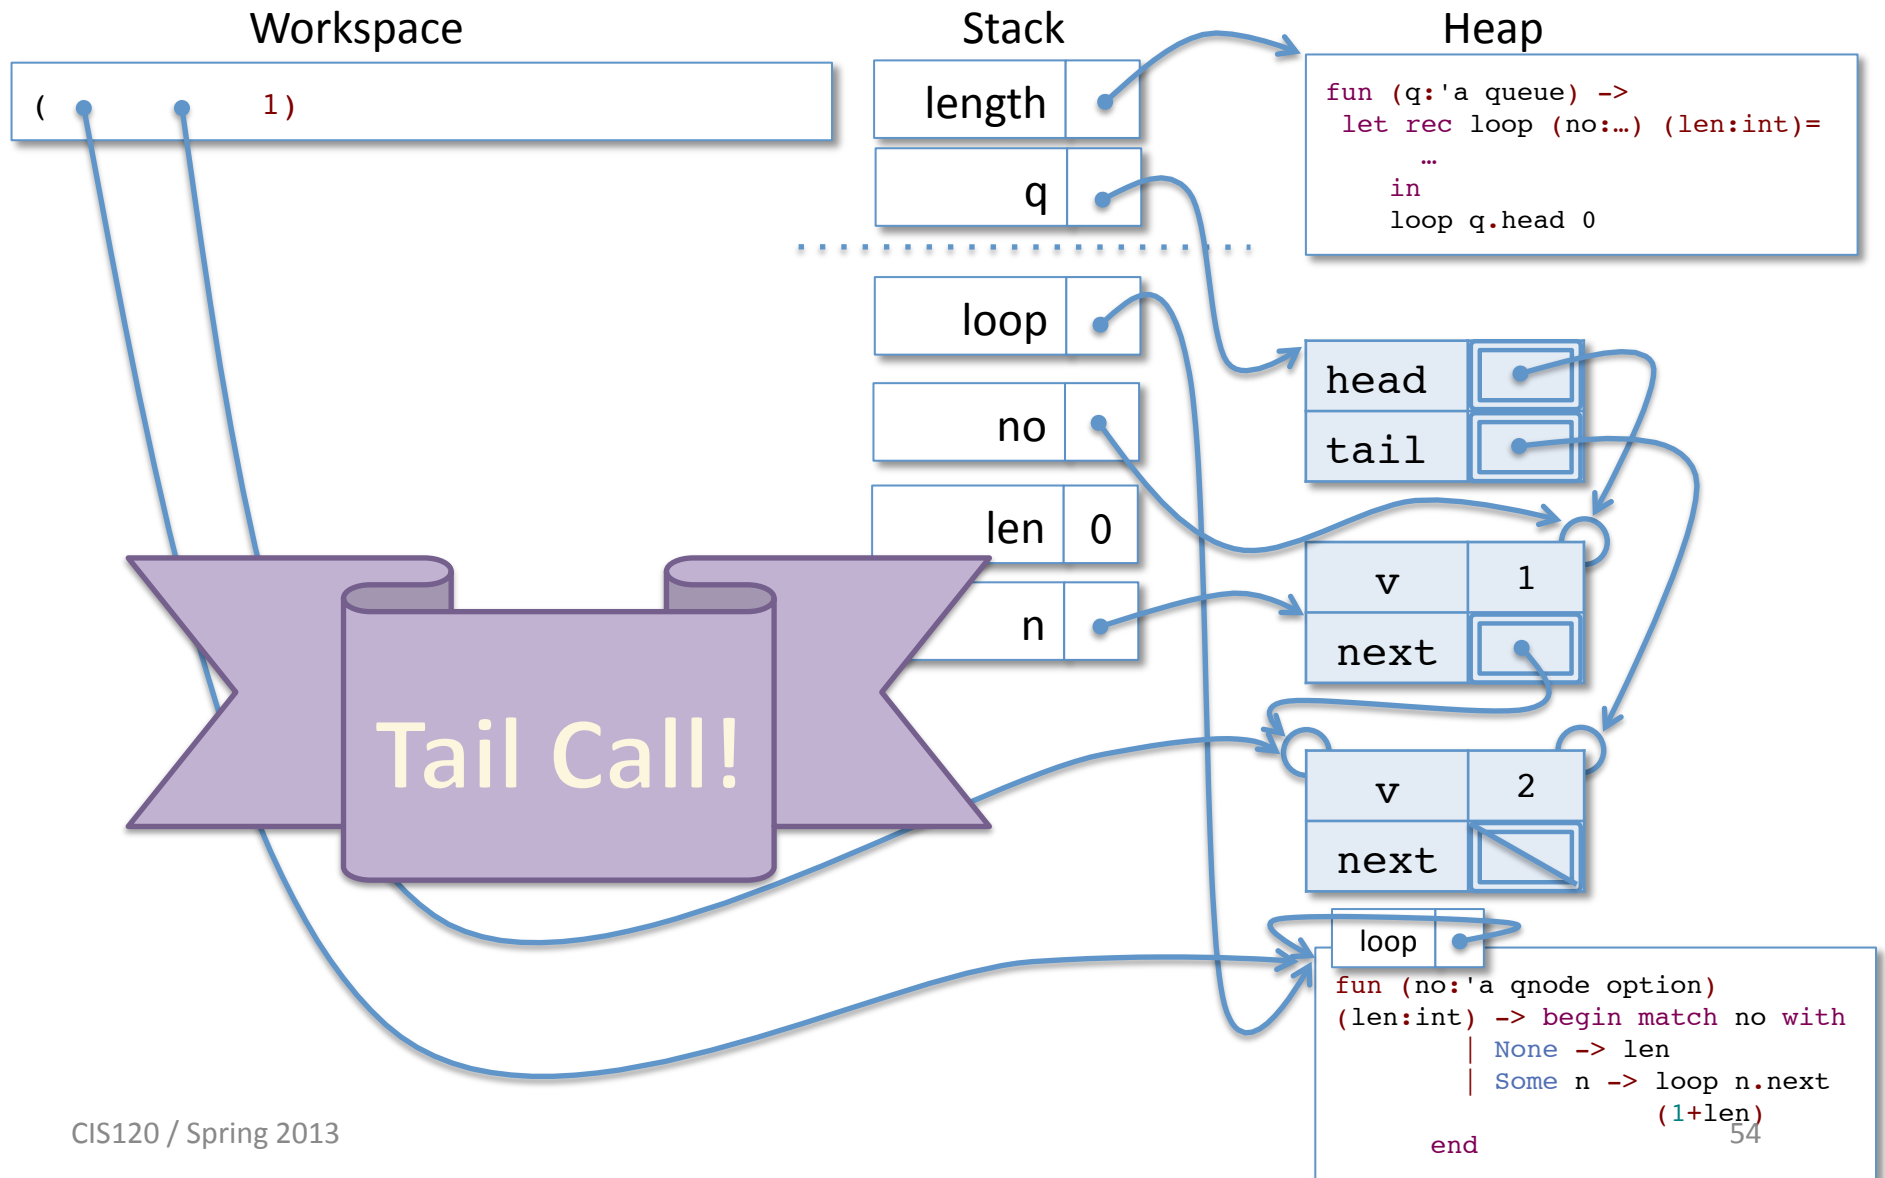 Workspace
Stack
Heap
( 1)
length
q
loop
no
len 0
n
fun (q:'a queue) ->
let rec loop (no:…) (len:int)=
…
in
loop q.head 0
head
tail
v 1
next
v 2
next
Tail Call!
loop
fun (no:'a qnode option)
(len:int) -> begin match no with
| None -> len
| Some n -> loop n.next
(1+len)
end
CIS120 / Spring 2013
54